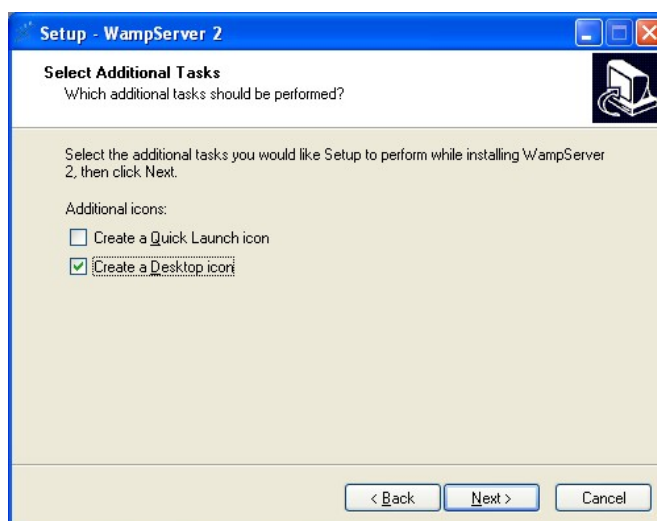 Setup - WampServer 2
Select Additional Tasks
Which additional tasks should be performed?
Select the additional tasks you would like Setup to perform while installing WampServer
2, then click Next.
Additional icons:
Create a Quick Launch icon
Create a Desktop icon
< Back
Next >
Cancel